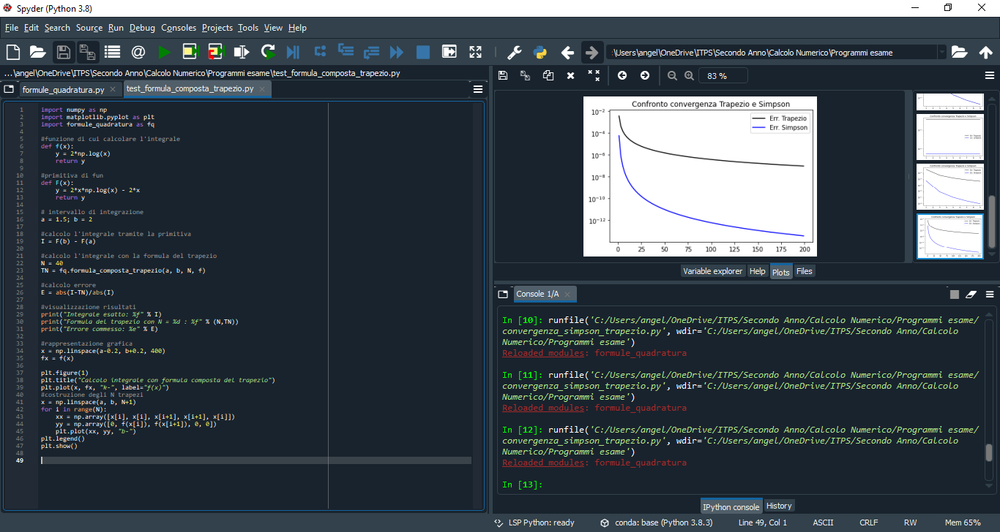 Spyder (Python 3.8)
File Edit Search Source Run Debug Consoles Projects Tools View Help
:\Users\angel\OneDrive\ITPS\Secondo Anno\Calcolo Numerico\Programmi esame
...\angel\OneDrive\ITPS\Secondo Anno\Calcolo Numerico\Programmi esame\test_formula_composta_trapezio.py
formule_quadratura.py
test_formula_composta_trapezio.py
1 import numpy as np
2 import matplotlib.pyplot as plt
3 import formule_quadratura as fq
4
5 #funzione di cui calcolare l'integrale
6 def f(x):
7 y = 2*np.log(x)
8 return y
9
10 #primitiva di fun
11 def F(x):
12 y = 2*x*np.log(x) - 2*x
13 return y
14
15 # intervallo di integrazione
16 a = 1.5; b = 2
17
18 #calcolo l'integrale tramite la primitiva
19 I = F(b) - F(a)
20
21 #calcolo l'integrale con la formula del trapezio
22 N = 40
23 TN = fq.formula_composta_trapezio(a, b, N, f)
24
25 #calcolo errore
26 E = abs(I-TN)/abs(I)
27
28 #visualizzazione risultati
29 print("Integrale esatto: %f" % I)
30 print("Formula del trapezio con N = %d : %f" % (N,TN))
31 print("Errore commesso: %e" % E)
32
33 #rappresentazione grafica
34 x = np.linspace(a-0.2, b+0.2, 400)
35 fx = f(x)
36
37 plt.figure(1)
38 plt.title("Calcolo integrale con formula composta del trapezio")
39 plt.plot(x, fx, "k-", label="f(x)")
40 #costruzione degli N trapezi
41 x = np.linspace(a, b, N+1)
42 for i in range(N):
43 xx = np.array([x[i], x[i], x[i+1], x[i+1], x[i]])
44 yy = np.array([0, f(x[i]), f(x[i+1]), 0, 0])
45 plt.plot(xx, yy, "b-")
46 plt.legend()
47 plt.show()
48
49
83 %
Confronto convergenza Trapezio e Simpson
Err. Trapezio
Err. Simpson
10⁻²
10⁻⁴
10⁻⁶
10⁻⁸
10⁻¹⁰
10⁻¹²
0 25 50 75 100 125 150 175 200
Variable explorer Help Plots Files
Console 1/A
In [10]: runfile('C:/Users/angel/OneDrive/ITPS/Secondo Anno/Calcolo Numerico/Programmi esame/
convergenza_simpson_trapezio.py', wdir='C:/Users/angel/OneDrive/ITPS/Secondo Anno/Calcolo
Numerico/Programmi esame')
Reloaded modules: formule_quadratura
In [11]: runfile('C:/Users/angel/OneDrive/ITPS/Secondo Anno/Calcolo Numerico/Programmi esame/
convergenza_simpson_trapezio.py', wdir='C:/Users/angel/OneDrive/ITPS/Secondo Anno/Calcolo
Numerico/Programmi esame')
Reloaded modules: formule_quadratura
In [12]: runfile('C:/Users/angel/OneDrive/ITPS/Secondo Anno/Calcolo Numerico/Programmi esame/
convergenza_simpson_trapezio.py', wdir='C:/Users/angel/OneDrive/ITPS/Secondo Anno/Calcolo
Numerico/Programmi esame')
Reloaded modules: formule_quadratura
In [13]:
IPython console History
LSP Python: ready conda: base (Python 3.8.3) Line 49, Col 1 ASCII CRLF RW Mem 65%